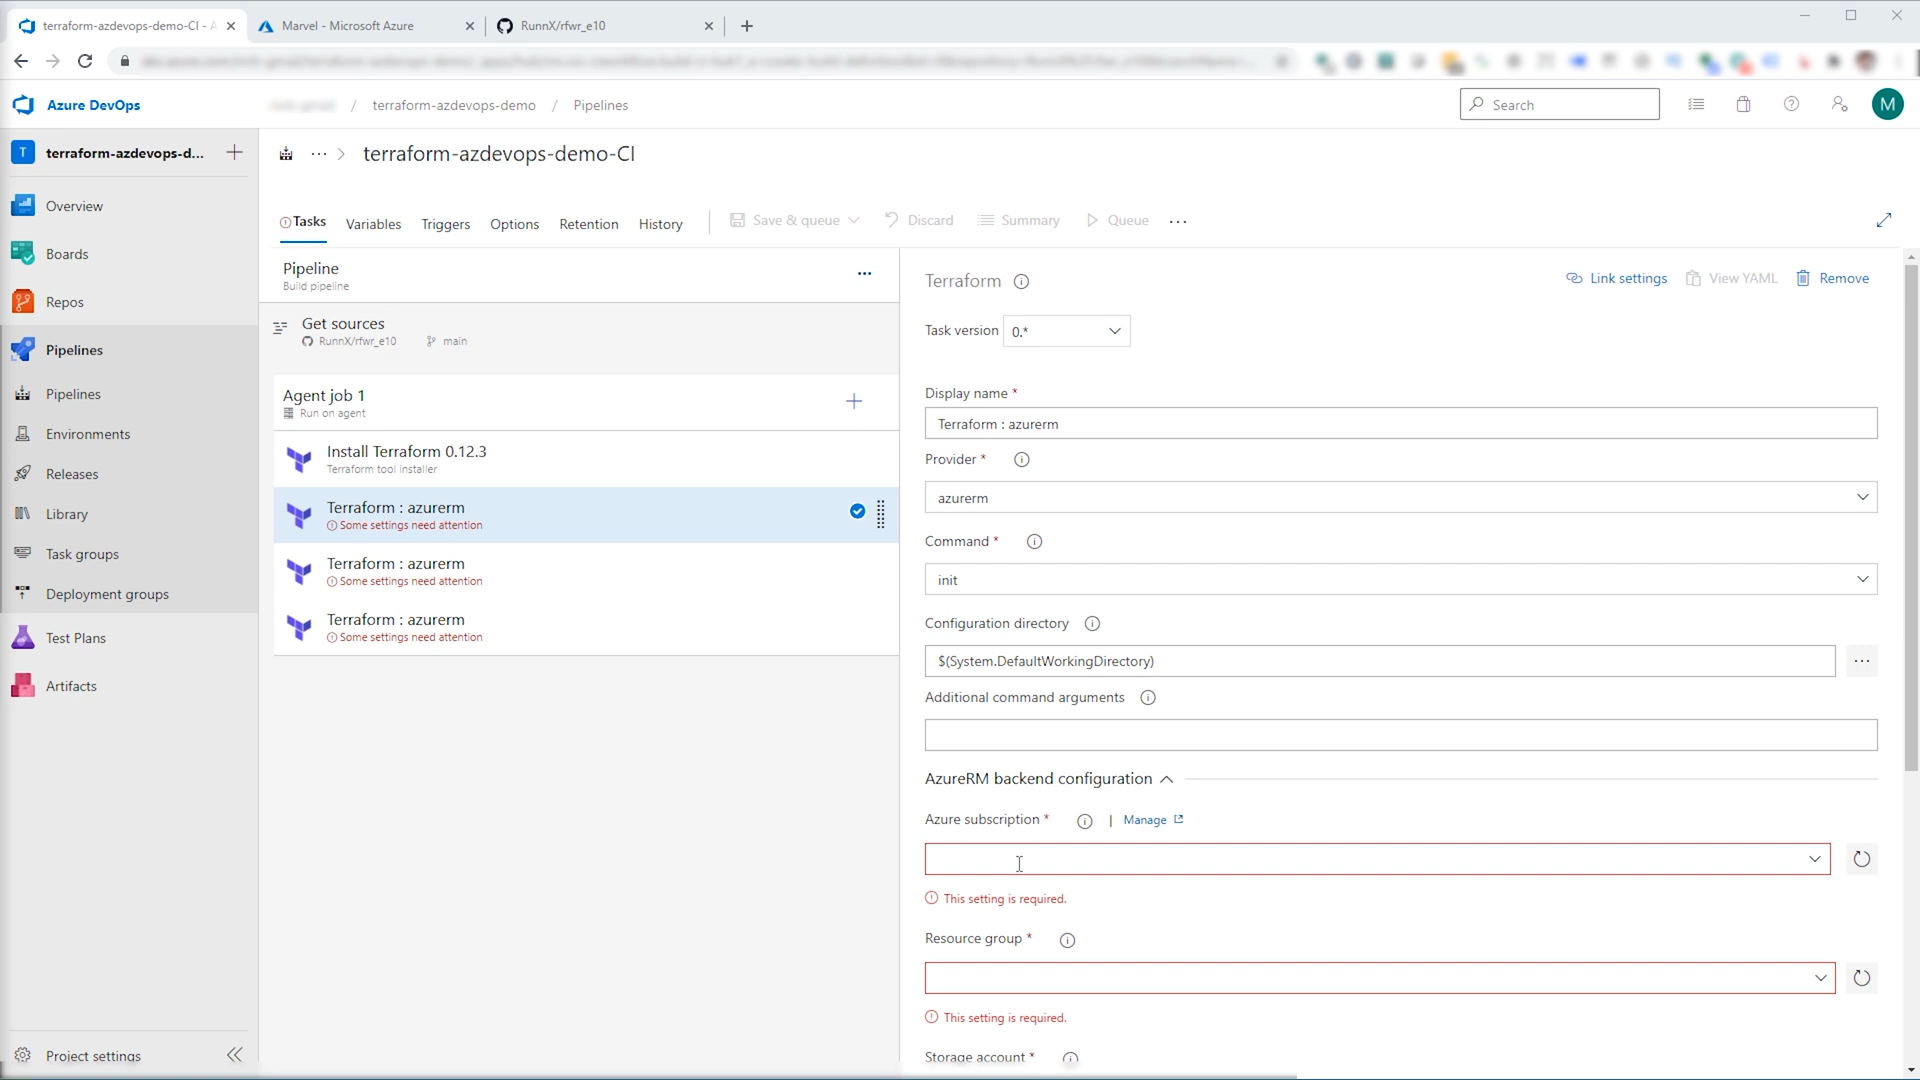 terraform-azdevops-demo-CI - A
Marvel - Microsoft Azure
RunnX/rfwr_e10
Azure DevOps
/ terraform-azdevops-demo / Pipelines
Search
M
T terraform-azdevops-d...
··· > terraform-azdevops-demo-CI
Overview
Boards
Repos
Pipelines
Pipelines
Environments
Releases
Library
Task groups
Deployment groups
Test Plans
Artifacts
Project settings
Tasks Variables Triggers Options Retention History Save & queue Discard Summary Queue ...
Pipeline
Build pipeline
...
Get sources
RunnX/rfwr_e10 main
Agent job 1
Run on agent
Install Terraform 0.12.3
Terraform tool installer
Terraform : azurerm
Some settings need attention
Terraform : azurerm
Some settings need attention
Terraform : azurerm
Some settings need attention
Terraform
Link settings View YAML Remove
Task version 0.*
Display name *
Terraform : azurerm
Provider *
azurerm
Command *
init
Configuration directory
$(System.DefaultWorkingDirectory)
...
Additional command arguments
AzureRM backend configuration
Azure subscription * | Manage
This setting is required.
Resource group *
This setting is required.
Storage account *